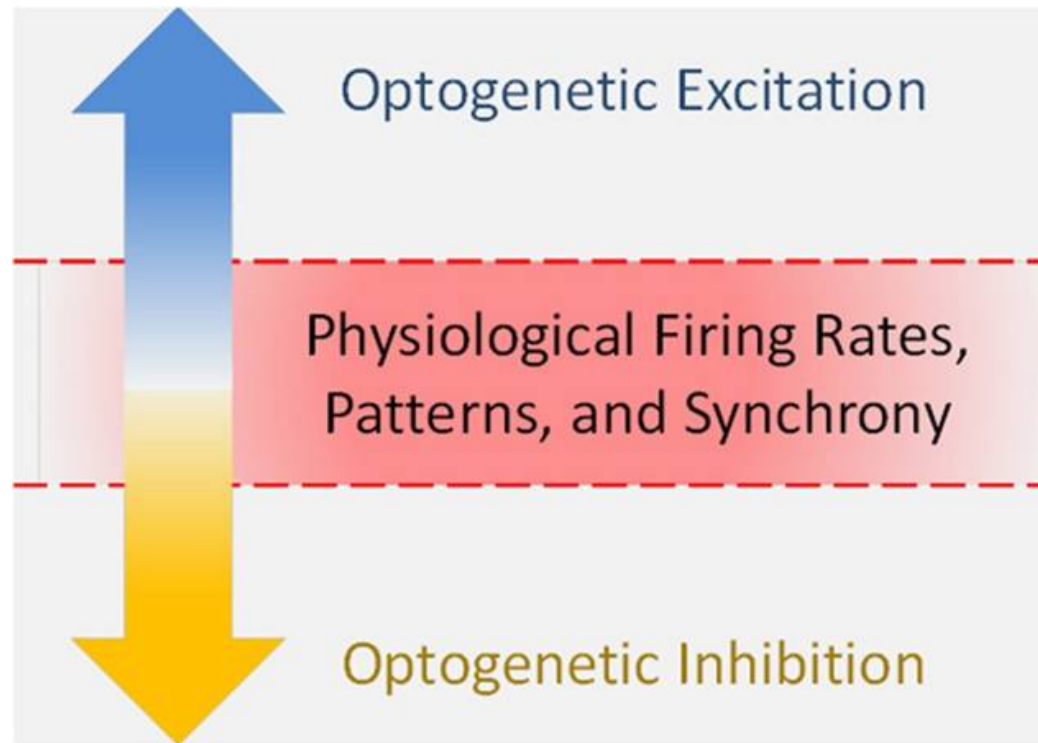 Optogenetic Excitation
Physiological Firing Rates,
Patterns, and Synchrony
Optogenetic Inhibition